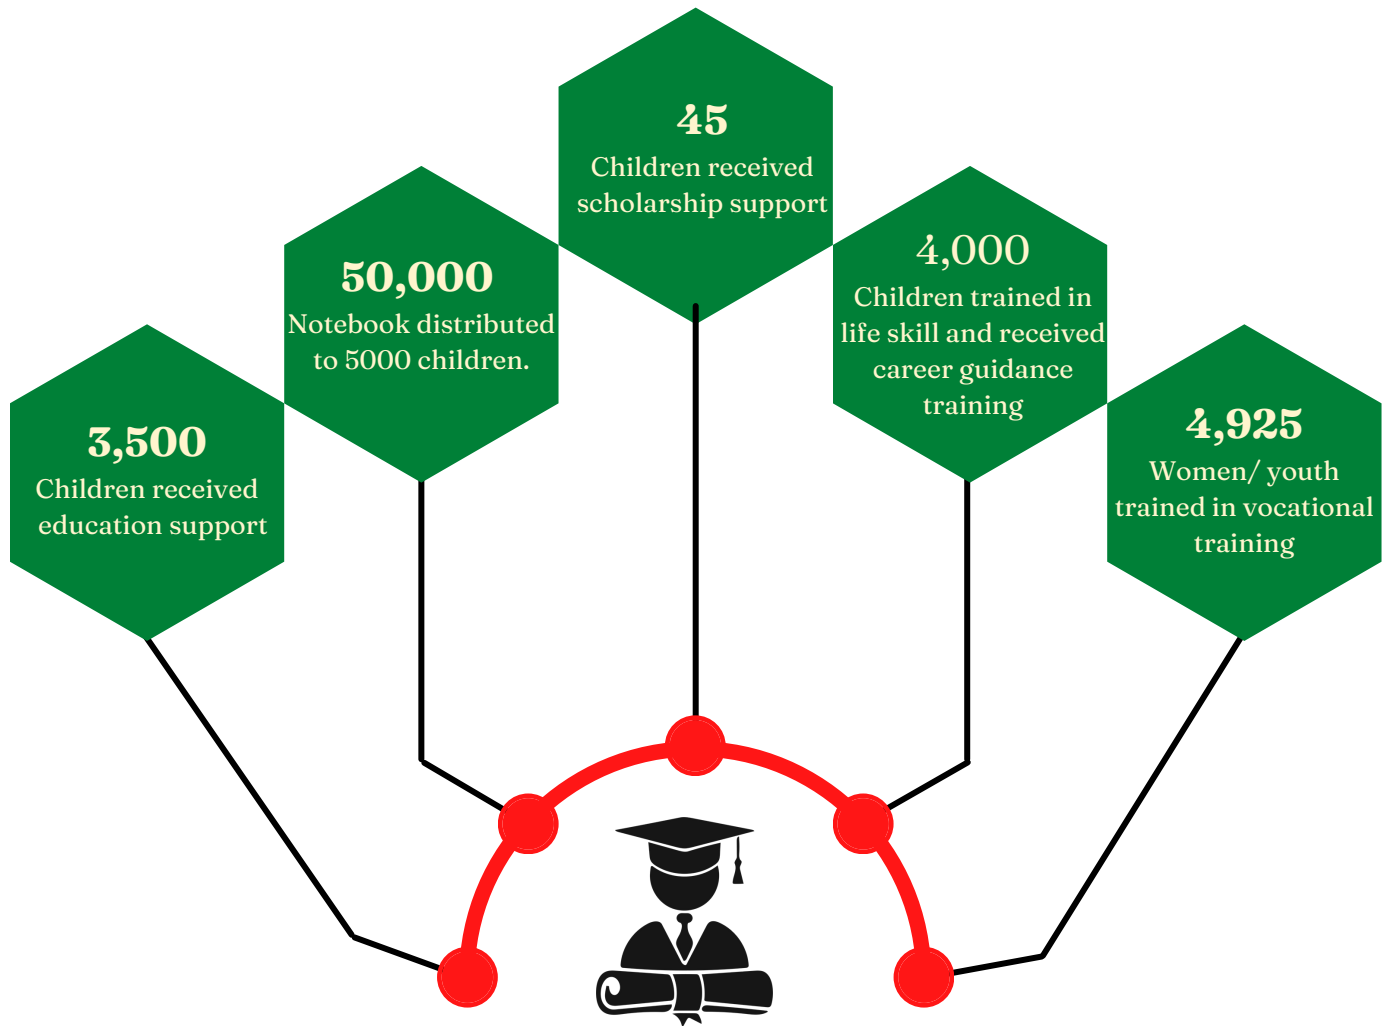 45
Children received
scholarship support
50,000
Notebook distributed
to 5000 children.
4,000
Children trained in
life skill and received
career guidance
training
3,500
Children received
education support
4,925
Women/ youth
trained in vocational
training